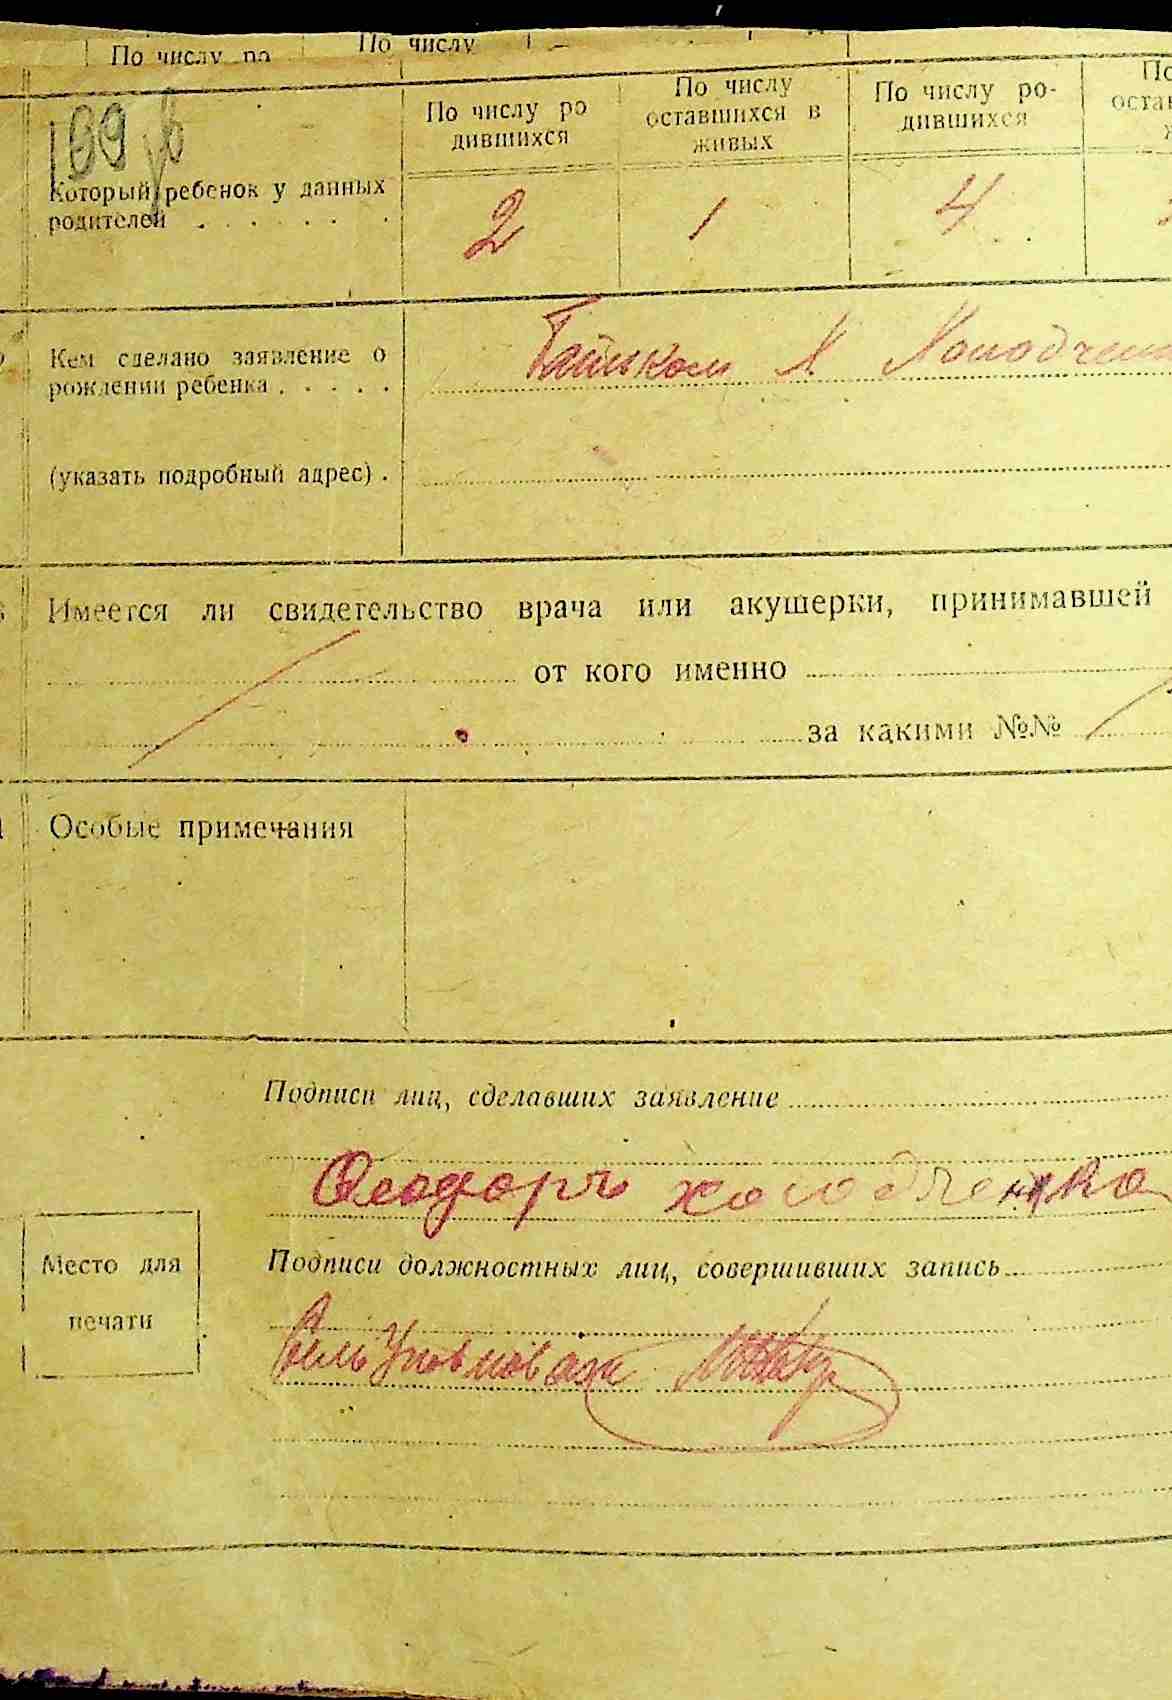 По числу ро
По числу
По числу ро
дившихся
По числу
оставшихся в
живых
По числу ро-
дившихся
По
остав
Который ребенок у данных
родителей . . . . . .
2
1
4
Кем сделано заявление о
рождении ребенка . . . . .
(указать подробный адрес) .
Имеется ли свидетельство врача или акушерки, принимавшей
от кого именно
за какими №№
Особые примечания
Подписи лиц, сделавших заявление
Феодоръ холодченко
Подписи должностных лиц, совершивших запись
Место для
печати